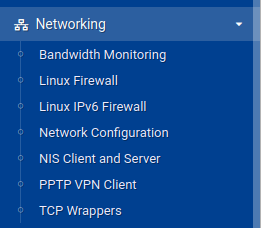 Networking
Bandwidth Monitoring
Linux Firewall
Linux IPv6 Firewall
Network Configuration
NIS Client and Server
PPTP VPN Client
TCP Wrappers